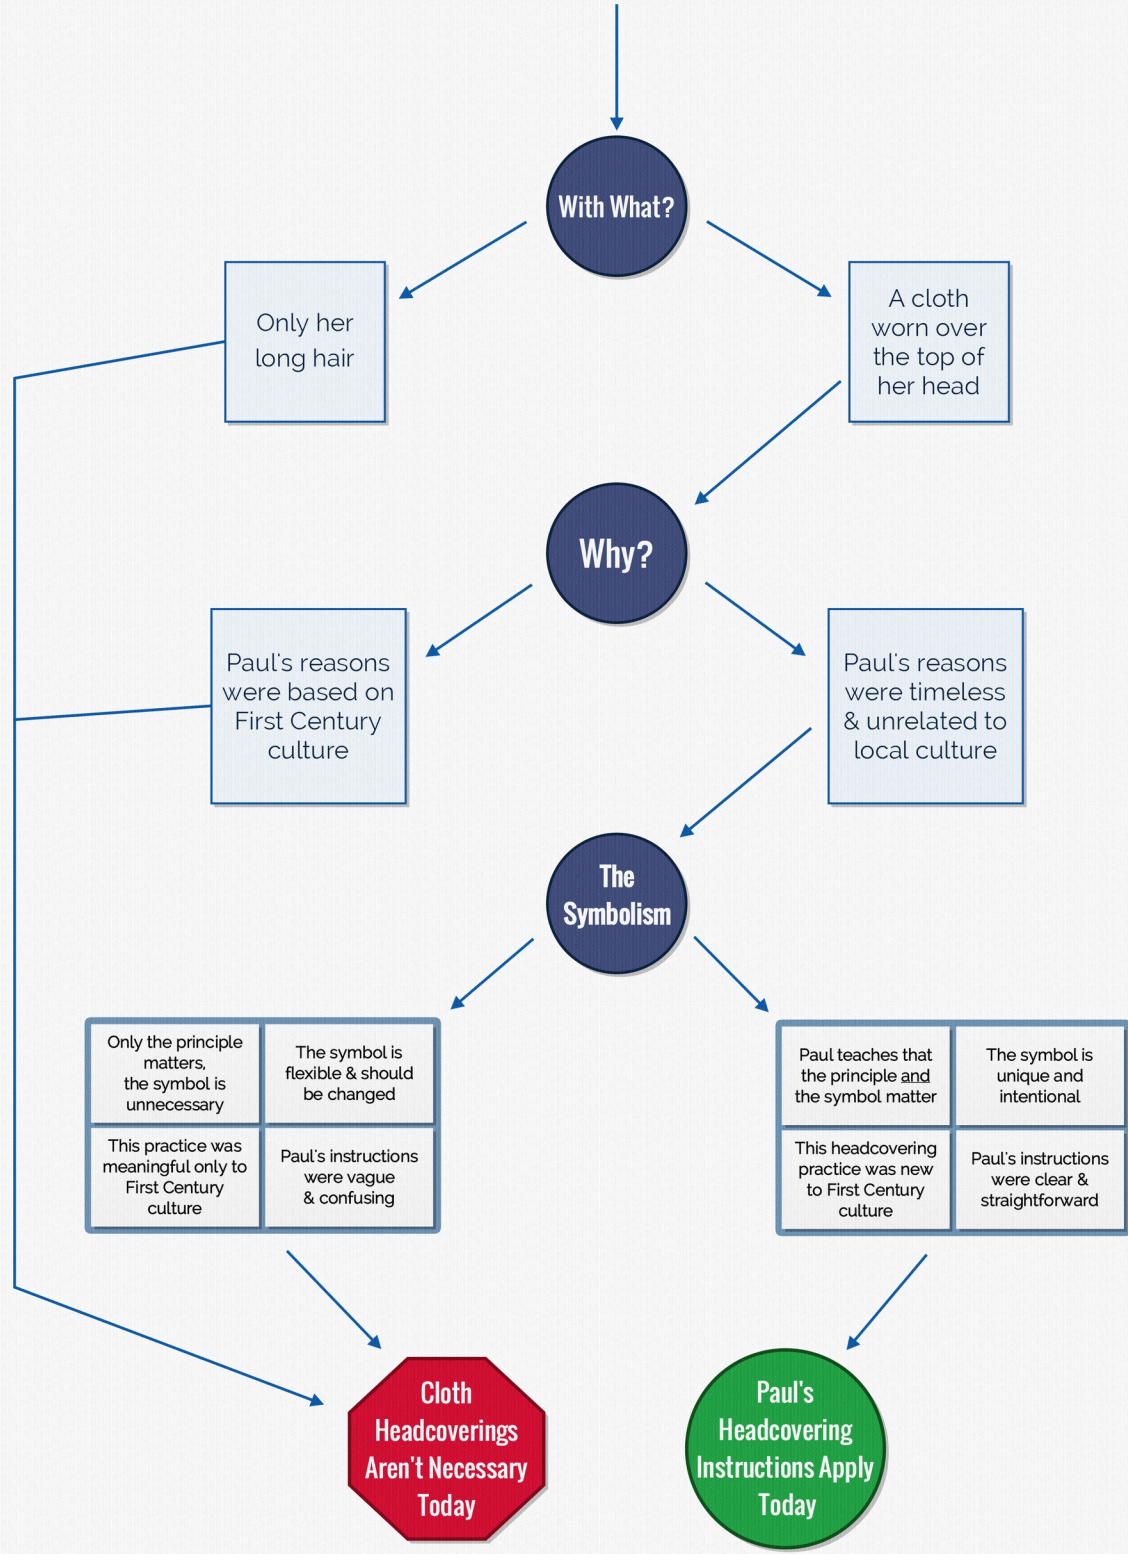 With What?
Only her
long hair
A cloth
worn over
the top of
her head
Why?
Paul's reasons
were based on
First Century
culture
Paul's reasons
were timeless
& unrelated to
local culture
The
Symbolism
Only the principle
matters,
the symbol is
unnecessary
The symbol is
flexible & should
be changed
This practice was
meaningful only to
First Century
culture
Paul's instructions
were vague
& confusing
Paul teaches that
the principle and
the symbol matter
The symbol is
unique and
intentional
This headcovering
practice was new
to First Century
culture
Paul's instructions
were clear &
straightforward
Cloth
Headcoverings
Aren't Necessary
Today
Paul's
Headcovering
Instructions Apply
Today